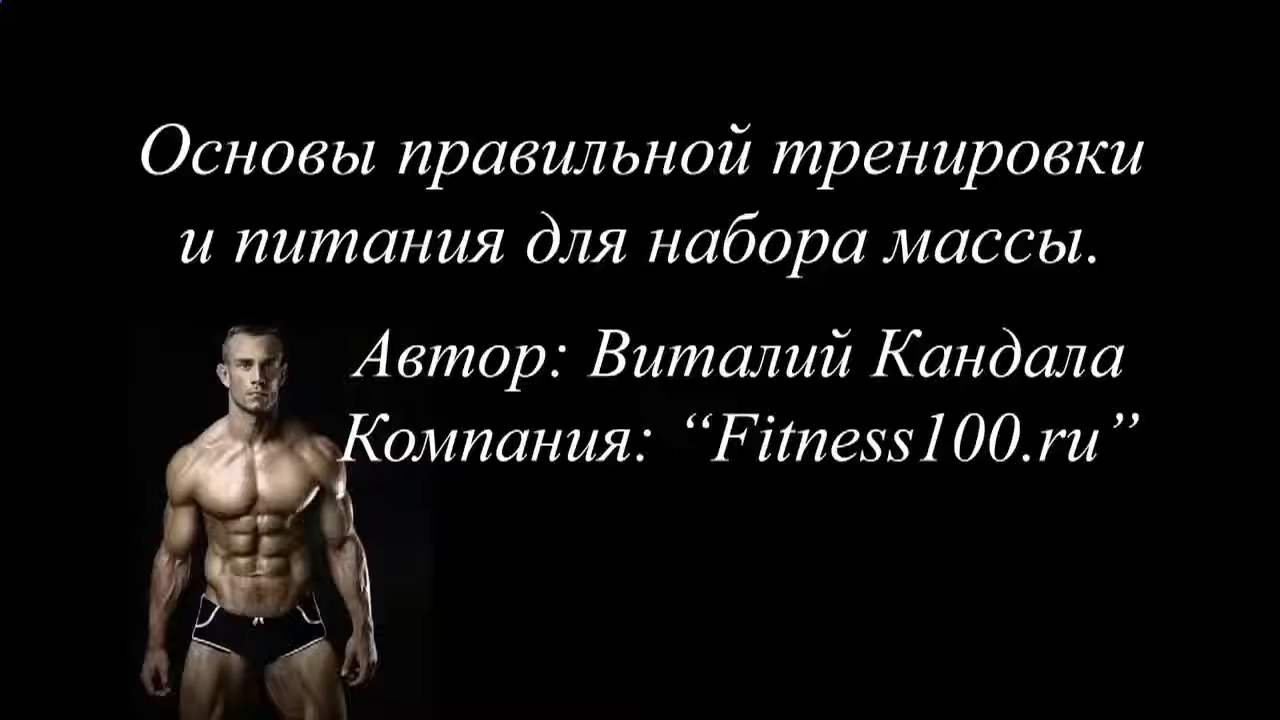 Основы правильной тренировки
и питания для набора массы.
Автор: Виталий Кандала
Компания: “Fitness100.ru”